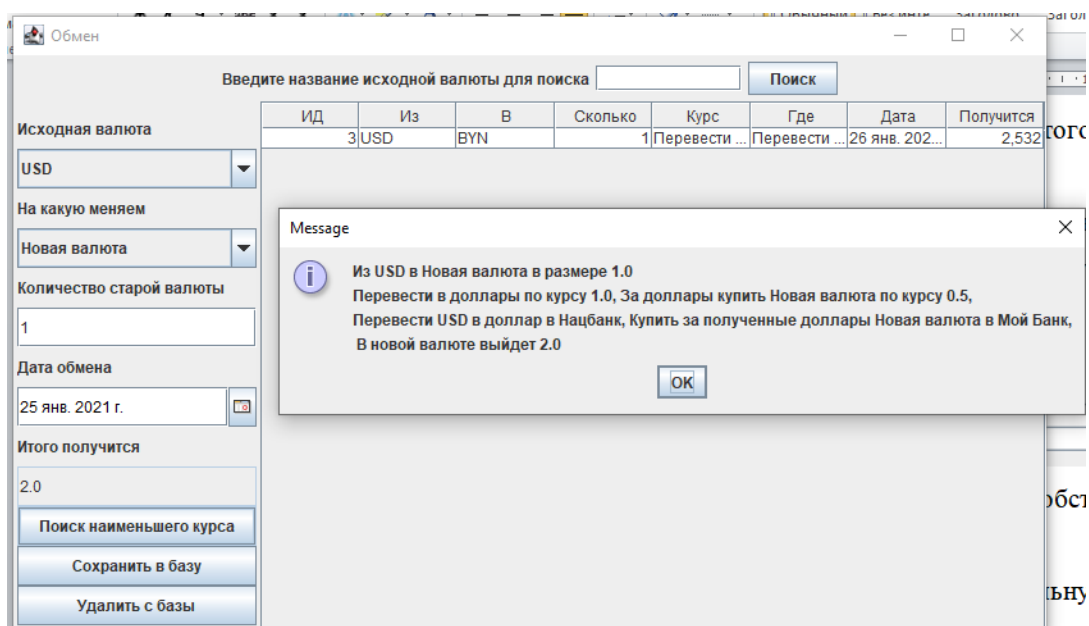 Обмен
Введите название исходной валюты для поиска
Поиск
ИД Из В Сколько Курс Где Дата Получится
3 USD BYN 1 Перевести ... Перевести ... 26 янв. 202... 2,532
Исходная валюта
USD
На какую меняем
Новая валюта
Количество старой валюты
1
Дата обмена
25 янв. 2021 г.
Итого получится
2.0
Поиск наименьшего курса
Сохранить в базу
Удалить с базы
Message
Из USD в Новая валюта в размере 1.0
Перевести в доллары по курсу 1.0, За доллары купить Новая валюта по курсу 0.5,
Перевести USD в доллар в Нацбанк, Купить за полученные доллары Новая валюта в Мой Банк,
В новой валюте выйдет 2.0
OK